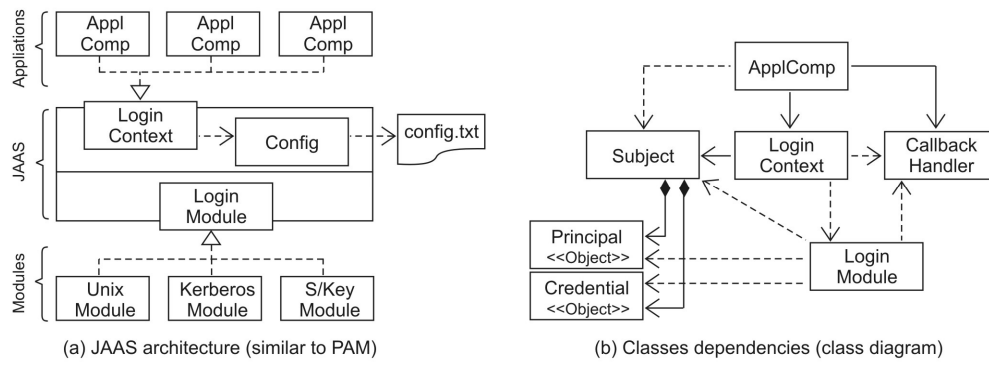 Appliations
Appl
Comp
Appl
Comp
Appl
Comp
JAAS
Login
Context
Config
config.txt
Login
Module
Modules
Unix
Module
Kerberos
Module
S/Key
Module
(a) JAAS architecture (similar to PAM)
ApplComp
Subject
Login
Context
Callback
Handler
Principal
<<Object>>
Credential
<<Object>>
Login
Module
(b) Classes dependencies (class diagram)